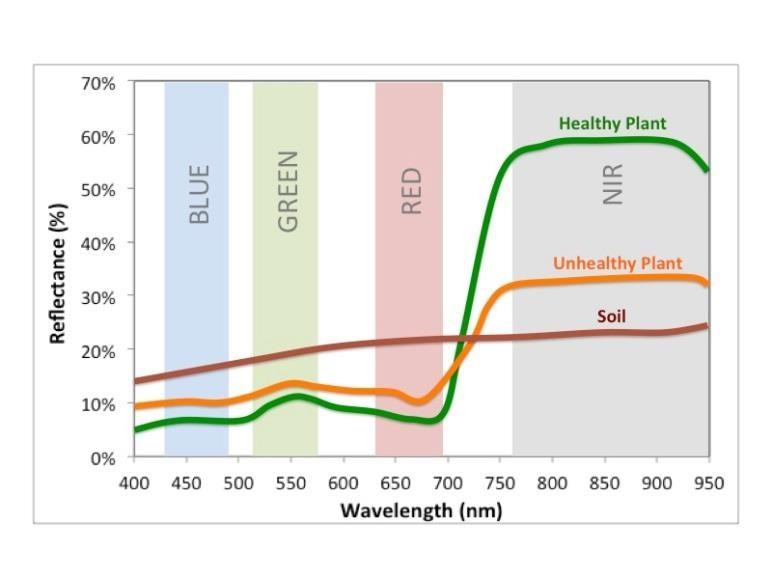 70%
60%
50%
40%
30%
20%
10%
0%
Reflectance (%)
BLUE
GREEN
RED
NIR
Healthy Plant
Unhealthy Plant
Soil
400 450 500 550 600 650 700 750 800 850 900 950
Wavelength (nm)